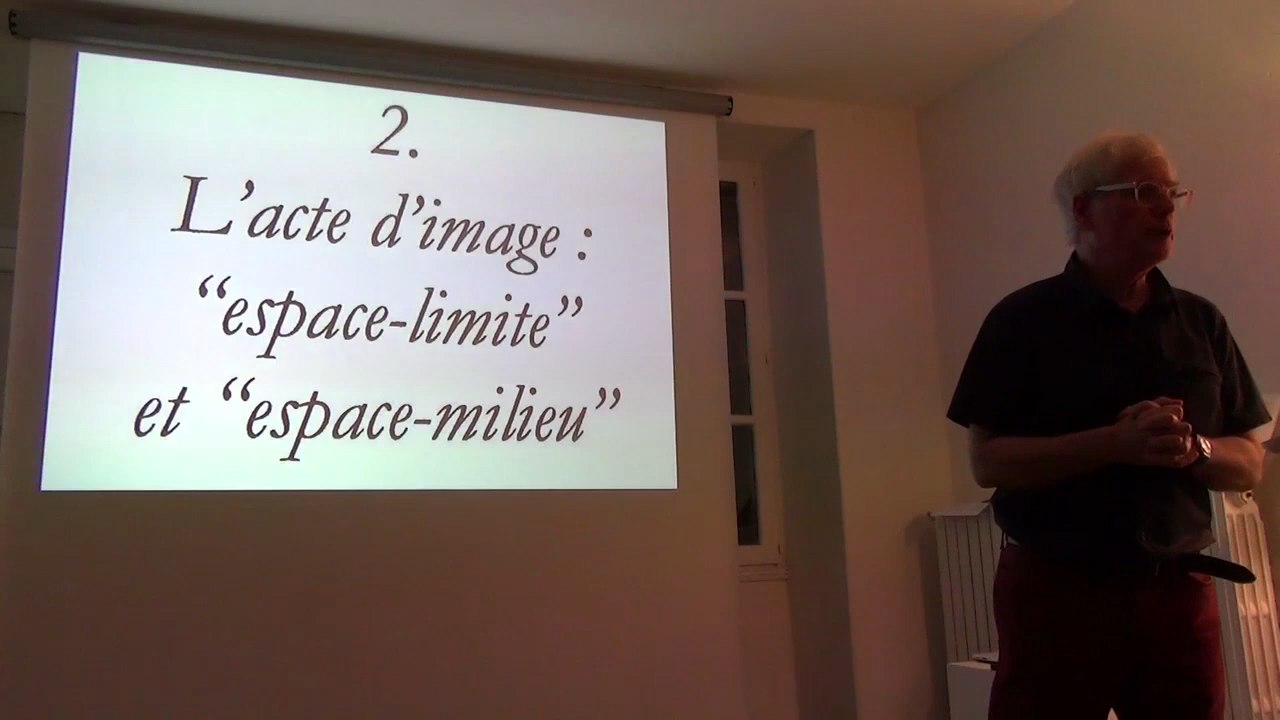 2.
L’acte d’image :
“espace-limite”
et “espace-milieu”